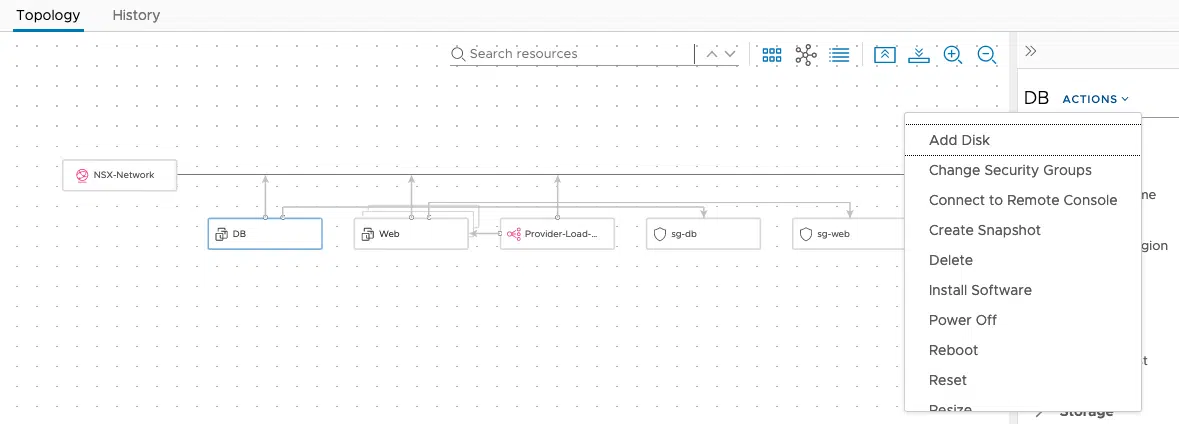 Topology History
Search resources
DB ACTIONS
Add Disk
Change Security Groups
Connect to Remote Console
Create Snapshot
Delete
Install Software
Power Off
Reboot
Reset
Resize
NSX-Network
DB
Web
Provider-Load-...
sg-db
sg-web
me
gion
t
Storage